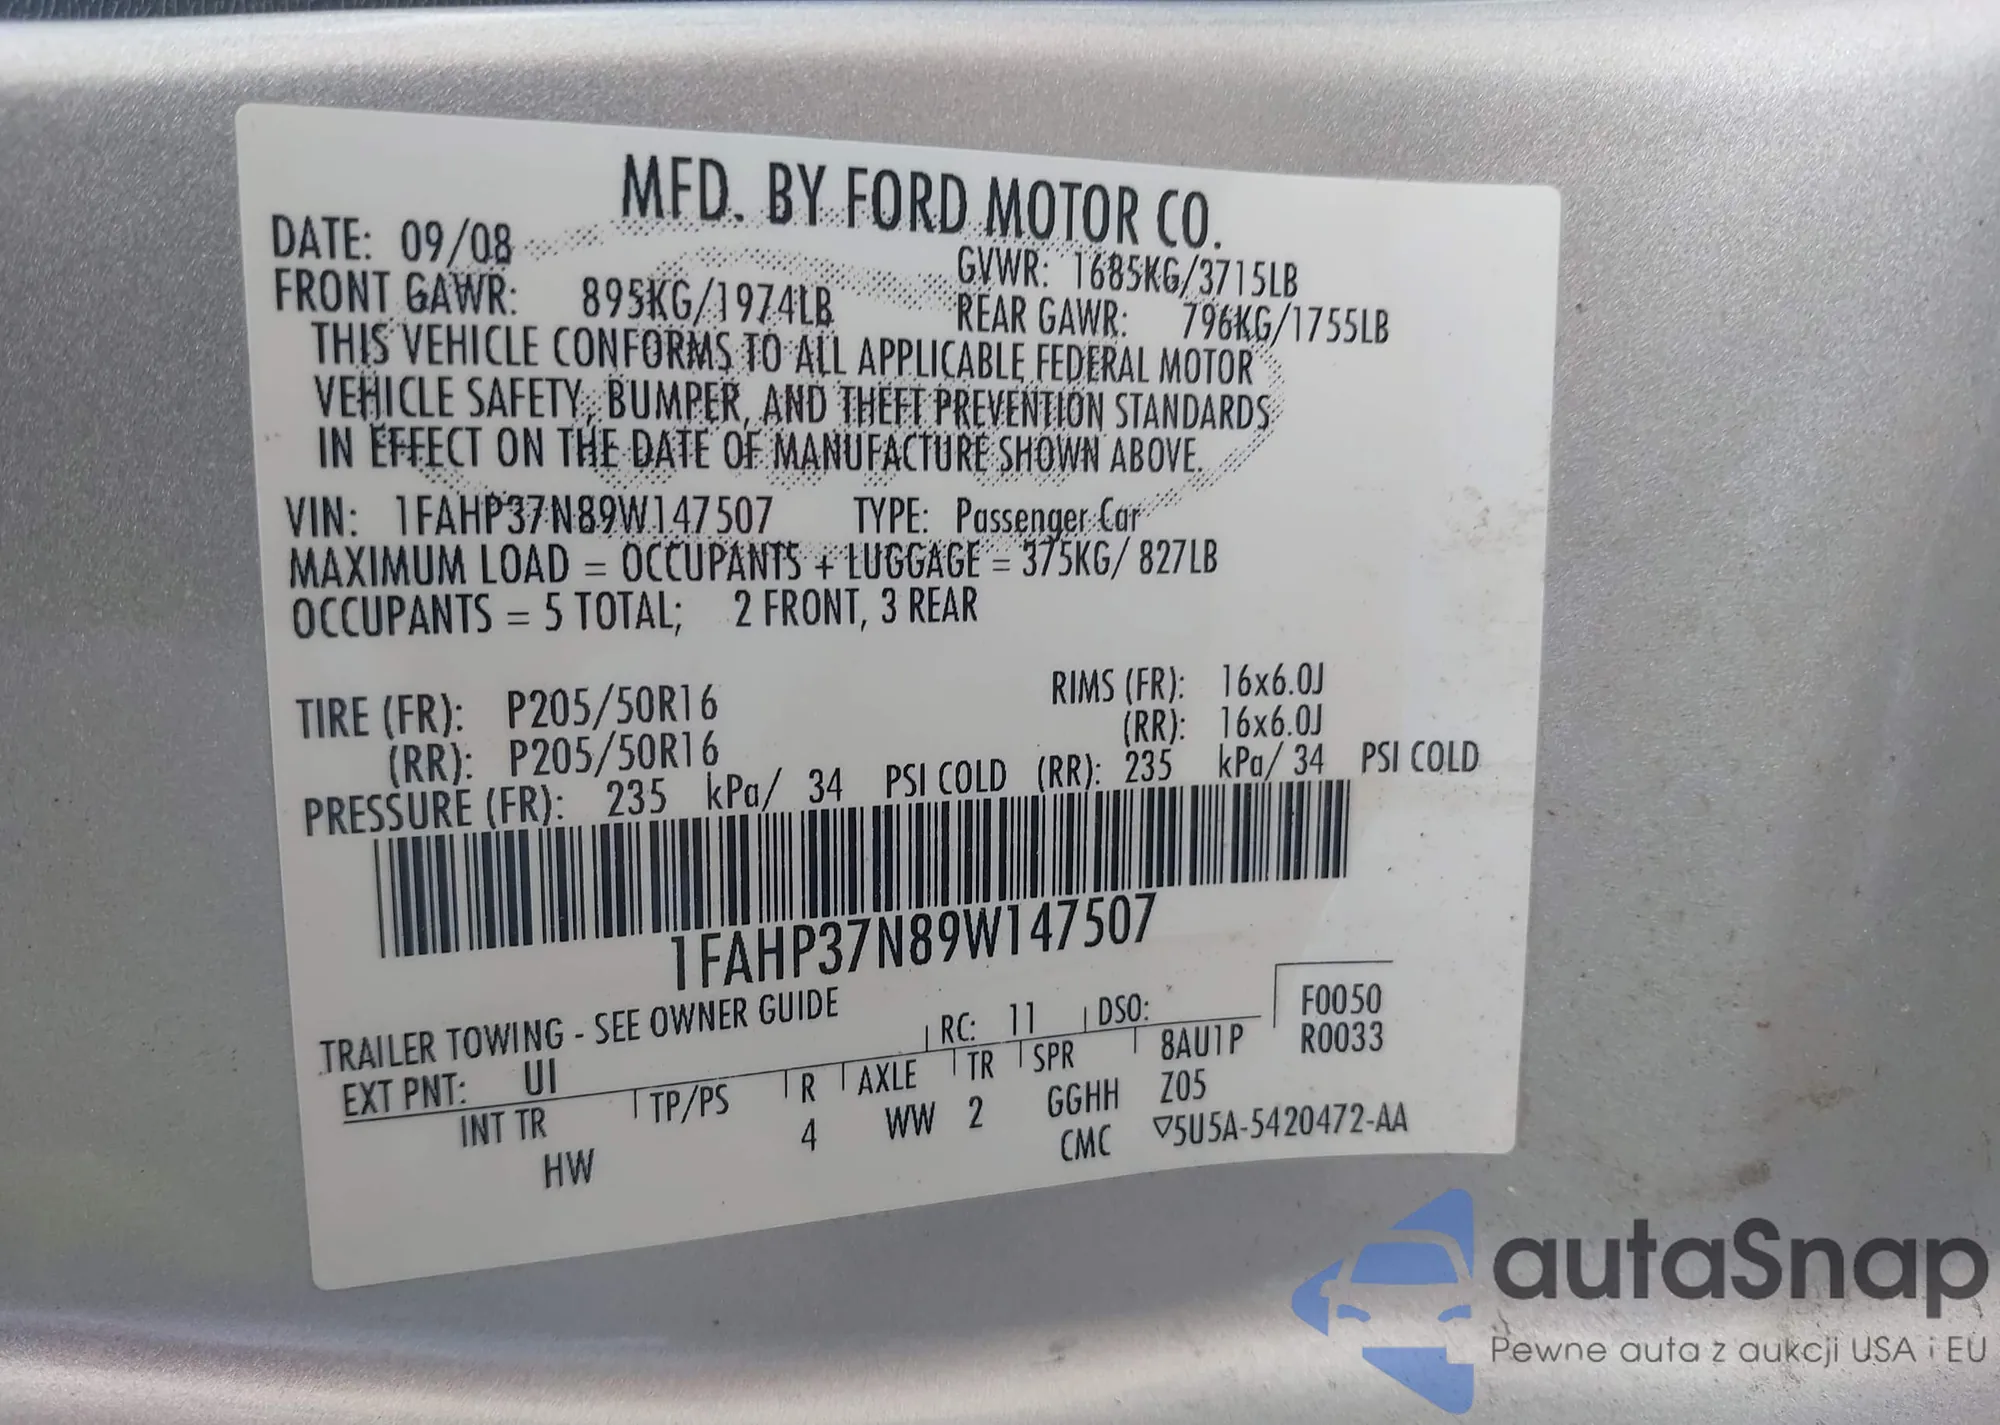 MFD. BY FORD MOTOR CO.
DATE: 09/08
GVWR: 1685KG/3715LB
FRONT GAWR: 895KG/1974LB
REAR GAWR: 796KG/1755LB
THIS VEHICLE CONFORMS TO ALL APPLICABLE FEDERAL MOTOR
VEHICLE SAFETY, BUMPER, AND THEFT PREVENTION STANDARDS
IN EFFECT ON THE DATE OF MANUFACTURE SHOWN ABOVE.
VIN: 1FAHP37N89W147507 TYPE: Passenger Car
MAXIMUM LOAD = OCCUPANTS + LUGGAGE = 375KG/ 827LB
OCCUPANTS = 5 TOTAL; 2 FRONT, 3 REAR
TIRE (FR): P205/50R16 RIMS (FR): 16x6.0J
(RR): P205/50R16 (RR): 16x6.0J
PRESSURE (FR): 235 kPa/ 34 PSI COLD (RR): 235 kPa/ 34 PSI COLD
1FAHP37N89W147507
TRAILER TOWING - SEE OWNER GUIDE
F0050
R0033
EXT PNT: UI RC: 11 DSO:
INT TR TP/PS R AXLE TR SPR 8AU1P
HW 4 WW 2 GGHH Z05
CMC ▽5U5A-5420472-AA
autaSnap
Pewne auta z aukcji USA i EU